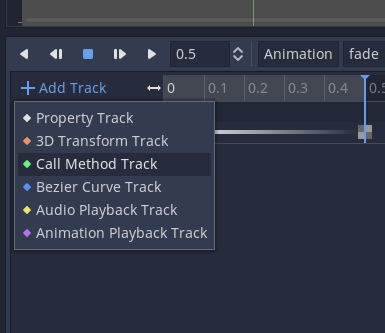 0.5 Animation fade
Add Track 0 0.1 0.2 0.3 0.4 0.5
Property Track
3D Transform Track
Call Method Track
Bezier Curve Track
Audio Playback Track
Animation Playback Track